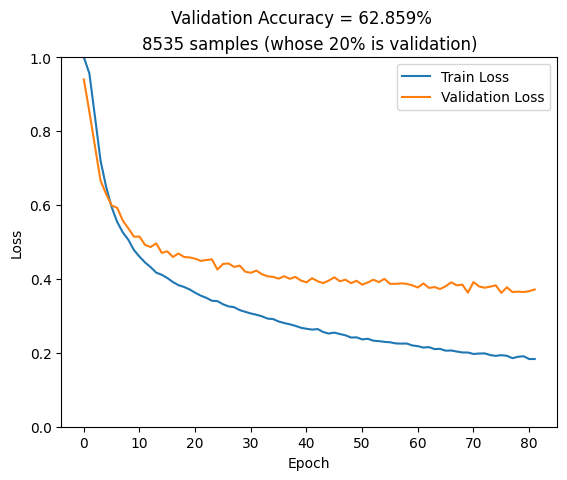 Validation Accuracy = 62.859%
8535 samples (whose 20% is validation)
Train Loss
Validation Loss
1.0
0.8
0.6
0.4
0.2
0.0
Loss
0 10 20 30 40 50 60 70 80
Epoch